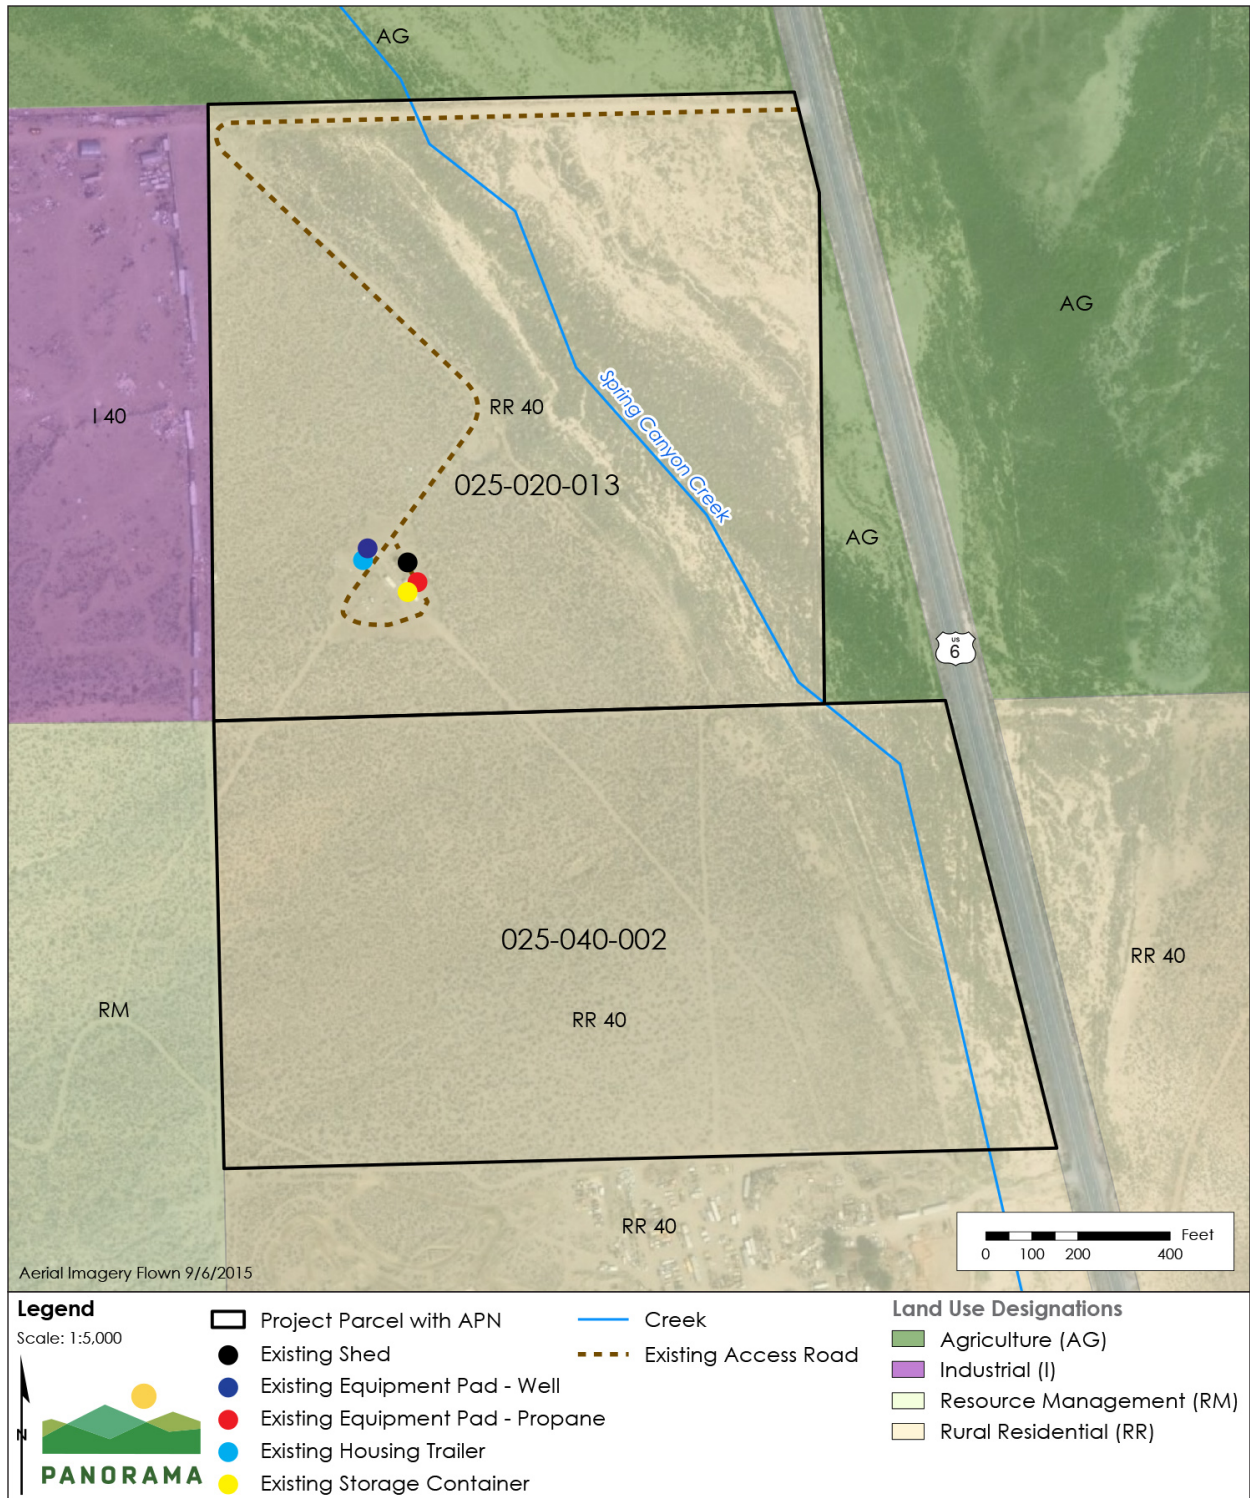 AG
AG
I 40
RR 40
Spring Canyon Creek
025-020-013
AG
US
6
025-040-002
RR 40
RR 40
RM
RR 40
Feet
0 100 200 400
Aerial Imagery Flown 9/6/2015
Legend
Scale: 1:5,000
N
PANORAMA
Project Parcel with APN
Existing Shed
Existing Equipment Pad - Well
Existing Equipment Pad - Propane
Existing Housing Trailer
Existing Storage Container
Creek
Existing Access Road
Land Use Designations
Agriculture (AG)
Industrial (I)
Resource Management (RM)
Rural Residential (RR)